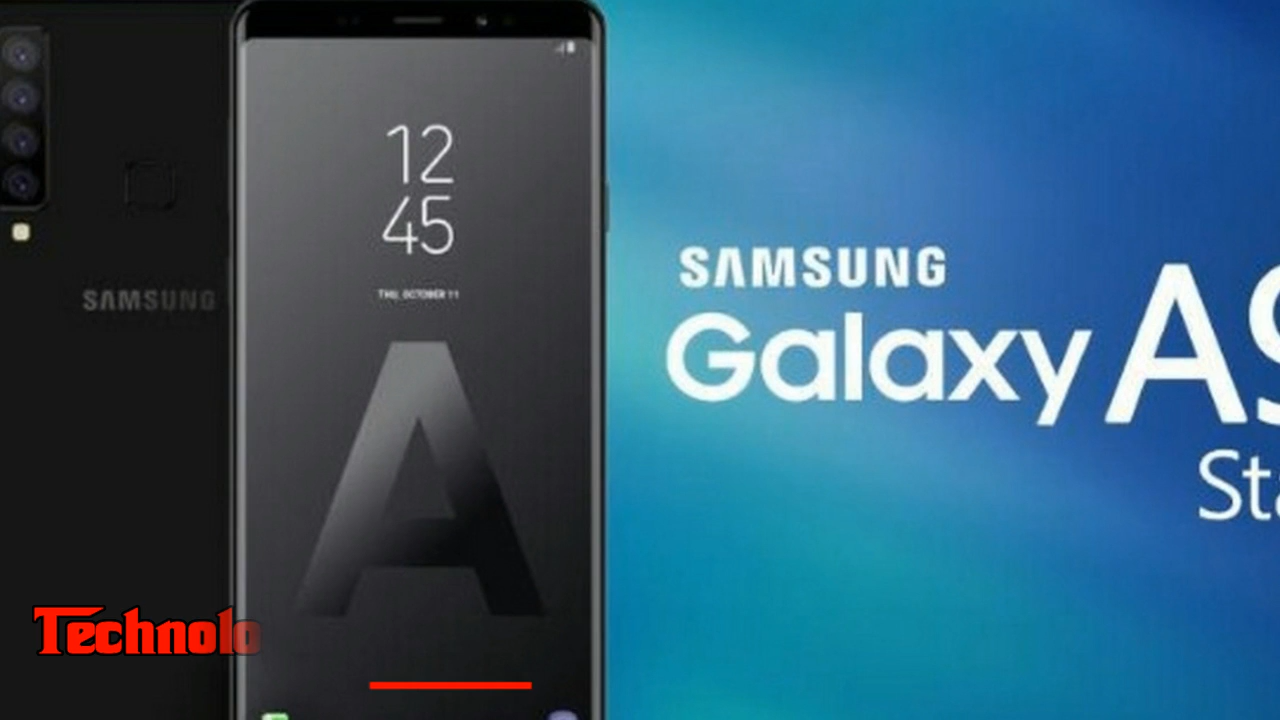 12
45
THU, OCTOBER 11
SAMSUNG
SAMSUNG
Galaxy A9
Sta
Technolo